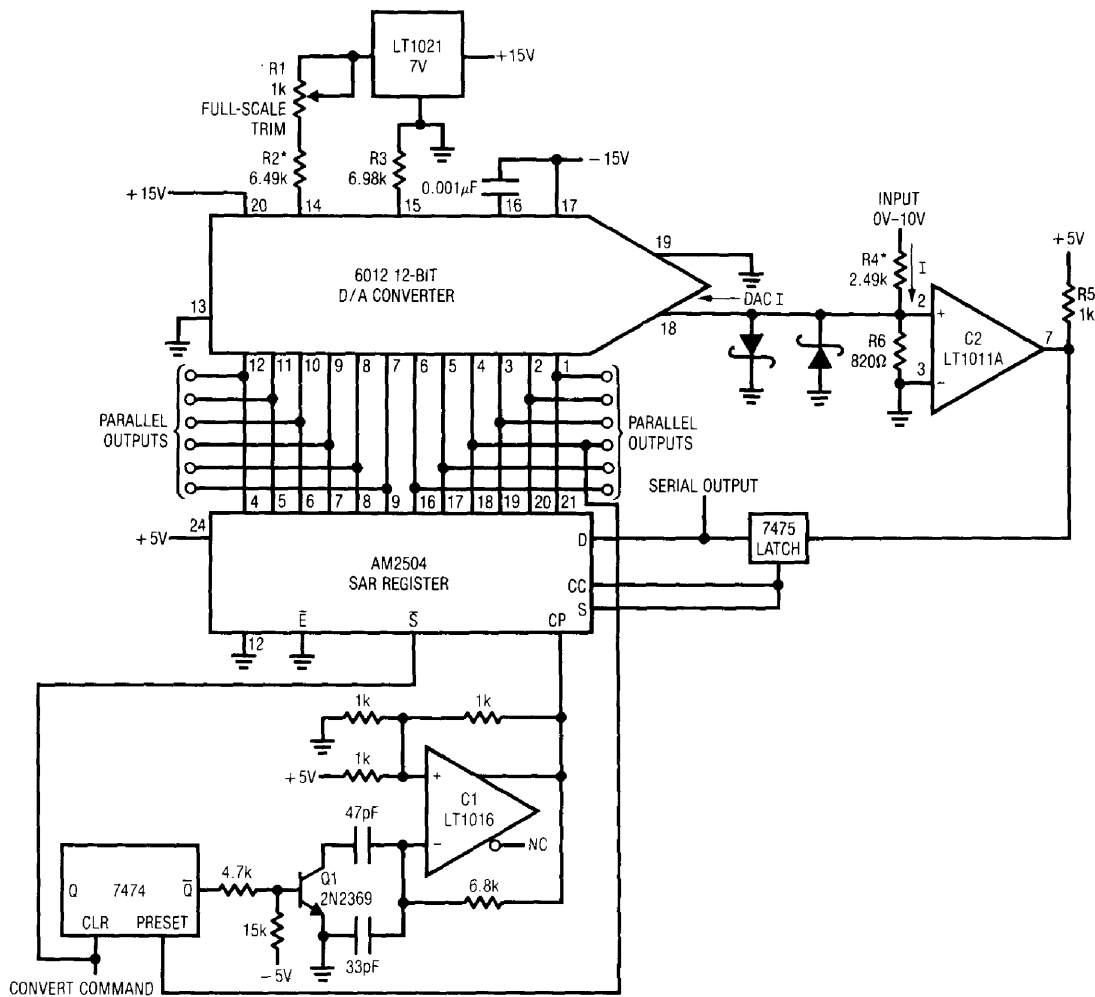 LT1021
7V
+15V
R1
1k
FULL-SCALE
TRIM
R2*
6.49k
R3
6.98k
0.001µF
−15V
+15V
20
14
15
16
17
6012 12-BIT
D/A CONVERTER
13
19
DAC I
18
INPUT
0V–10V
R4*
2.49k
I
2
+
3
−
R6
820Ω
C2
LT1011A
7
+5V
R5
1k
12 11 10 9 8 7 6 5 4 3 2 1
PARALLEL
OUTPUTS
PARALLEL
OUTPUTS
4 5 6 7 8 9 16 17 18 19 20 21
SERIAL OUTPUT
7475
LATCH
24
+5V
AM2504
SAR REGISTER
D
CC
S
12
E̅
S̅
CP
1k
1k
+5V
1k
+
−
C1
LT1016
NC
47pF
6.8k
Q1
2N2369
33pF
4.7k
15k
−5V
Q
7474
Q̅
CLR
PRESET
CONVERT COMMAND